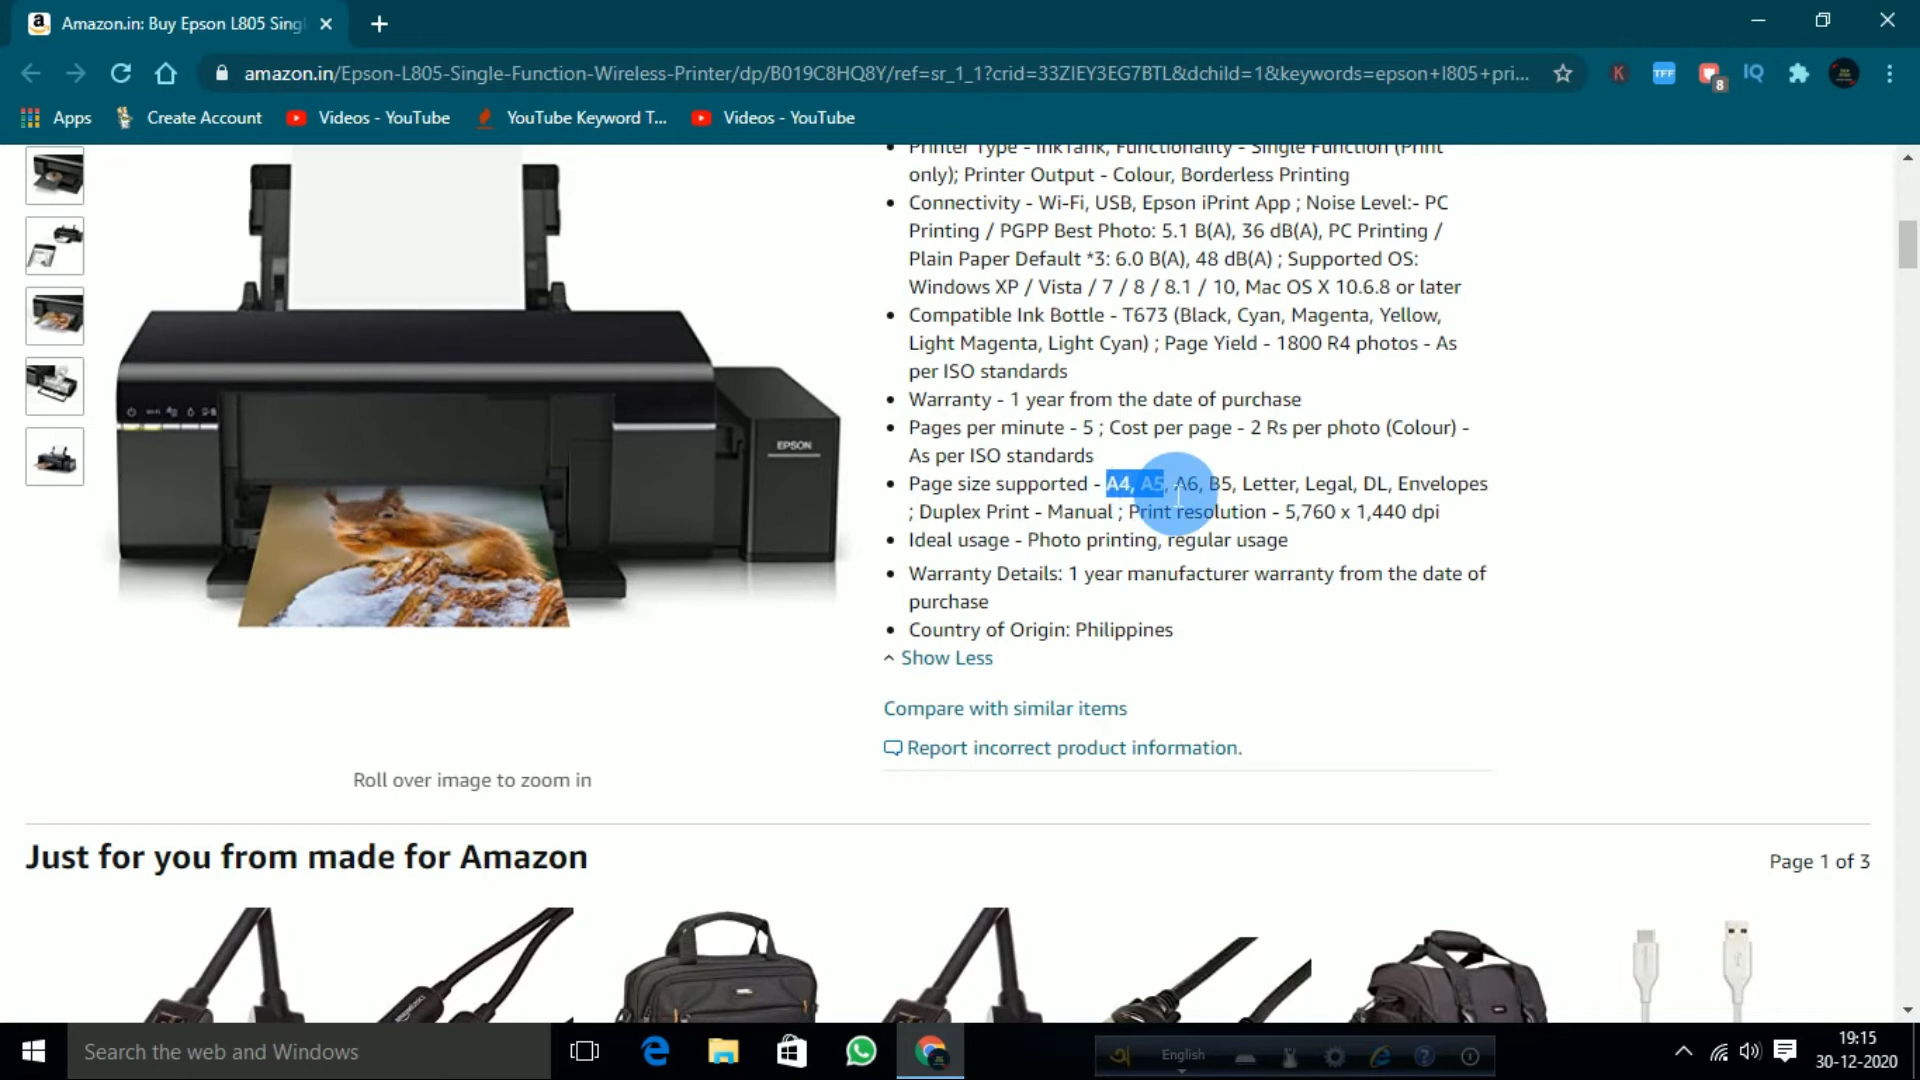 Amazon.in: Buy Epson L805 Sing
amazon.in/Epson-L805-Single-Function-Wireless-Printer/dp/B019C8HQ8Y/ref=sr_1_1?crid=33ZIEY3EG7BTL&dchild=1&keywords=epson+l805+pri...
K
TFF
8
IQ
Apps
Create Account
Videos - YouTube
YouTube Keyword T...
Videos - YouTube
Printer Type - InkTank, Functionality - Single Function (Print
only); Printer Output - Colour, Borderless Printing
Connectivity - Wi-Fi, USB, Epson iPrint App ; Noise Level:- PC
Printing / PGPP Best Photo: 5.1 B(A), 36 dB(A), PC Printing /
Plain Paper Default *3: 6.0 B(A), 48 dB(A) ; Supported OS:
Windows XP / Vista / 7 / 8 / 8.1 / 10, Mac OS X 10.6.8 or later
Compatible Ink Bottle - T673 (Black, Cyan, Magenta, Yellow,
Light Magenta, Light Cyan) ; Page Yield - 1800 R4 photos - As
per ISO standards
Warranty - 1 year from the date of purchase
Pages per minute - 5 ; Cost per page - 2 Rs per photo (Colour) -
As per ISO standards
Page size supported - A4, A5, A6, B5, Letter, Legal, DL, Envelopes
; Duplex Print - Manual ; Print resolution - 5,760 x 1,440 dpi
Ideal usage - Photo printing, regular usage
Warranty Details: 1 year manufacturer warranty from the date of
purchase
Country of Origin: Philippines
Show Less
Compare with similar items
Report incorrect product information.
EPSON
Roll over image to zoom in
Just for you from made for Amazon
Page 1 of 3
Search the web and Windows
English
19:15
30-12-2020